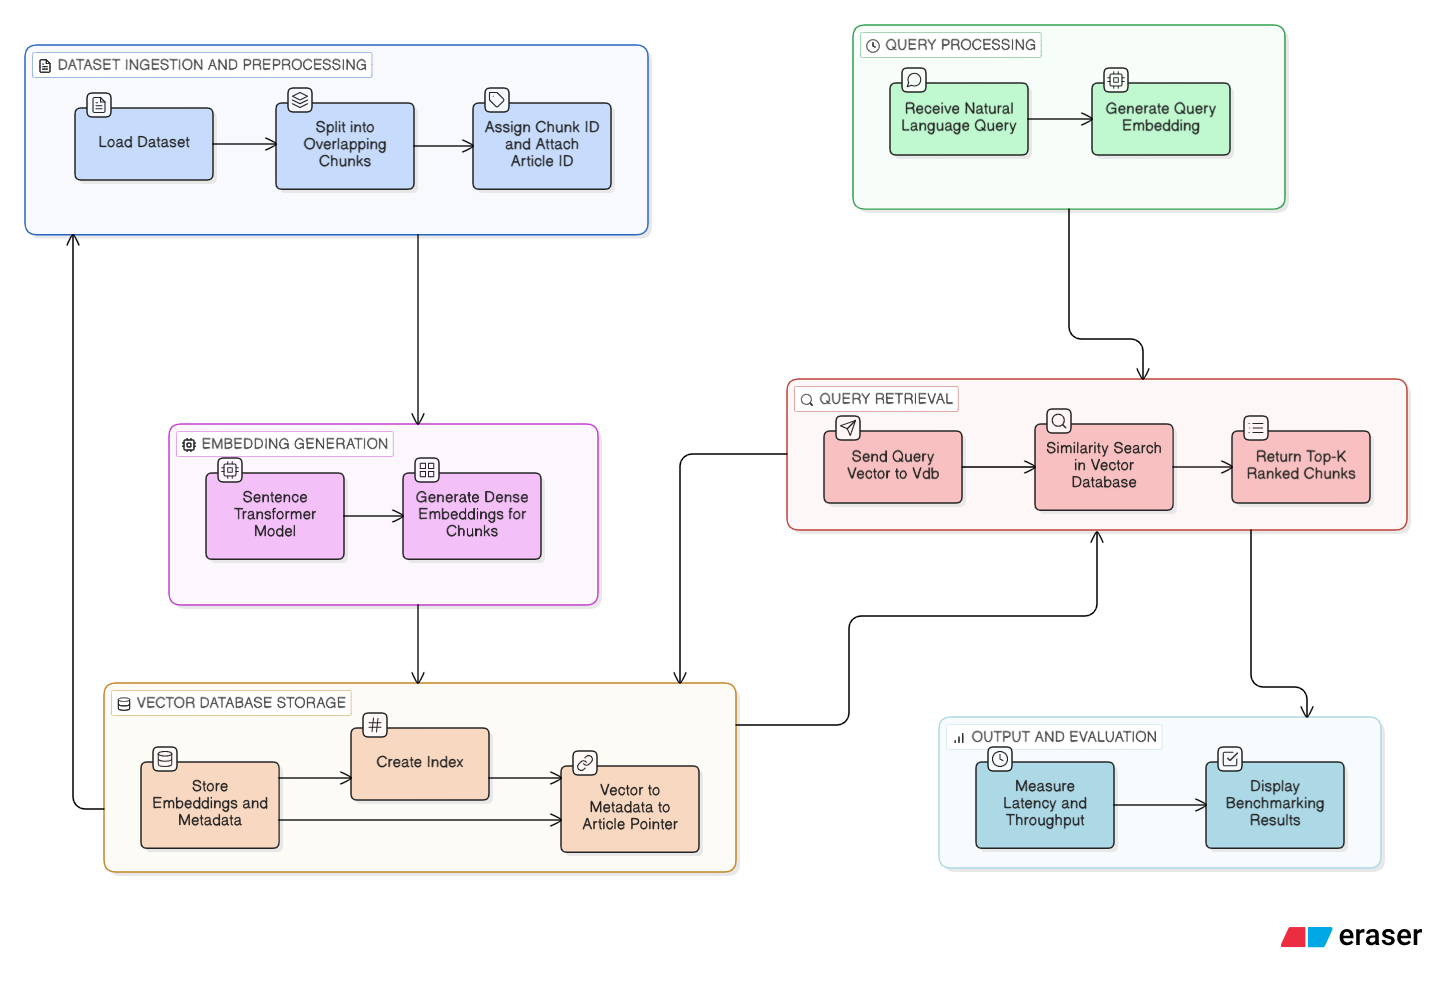 DATASET INGESTION AND PREPROCESSING
Load Dataset
Split into
Overlapping
Chunks
Assign Chunk ID
and Attach
Article ID
QUERY PROCESSING
Receive Natural
Language Query
Generate Query
Embedding
EMBEDDING GENERATION
Sentence
Transformer
Model
Generate Dense
Embeddings for
Chunks
QUERY RETRIEVAL
Send Query
Vector to Vdb
Similarity Search
in Vector
Database
Return Top-K
Ranked Chunks
VECTOR DATABASE STORAGE
Store
Embeddings and
Metadata
Create Index
Vector to
Metadata to
Article Pointer
OUTPUT AND EVALUATION
Measure
Latency and
Throughput
Display
Benchmarking
Results
eraser